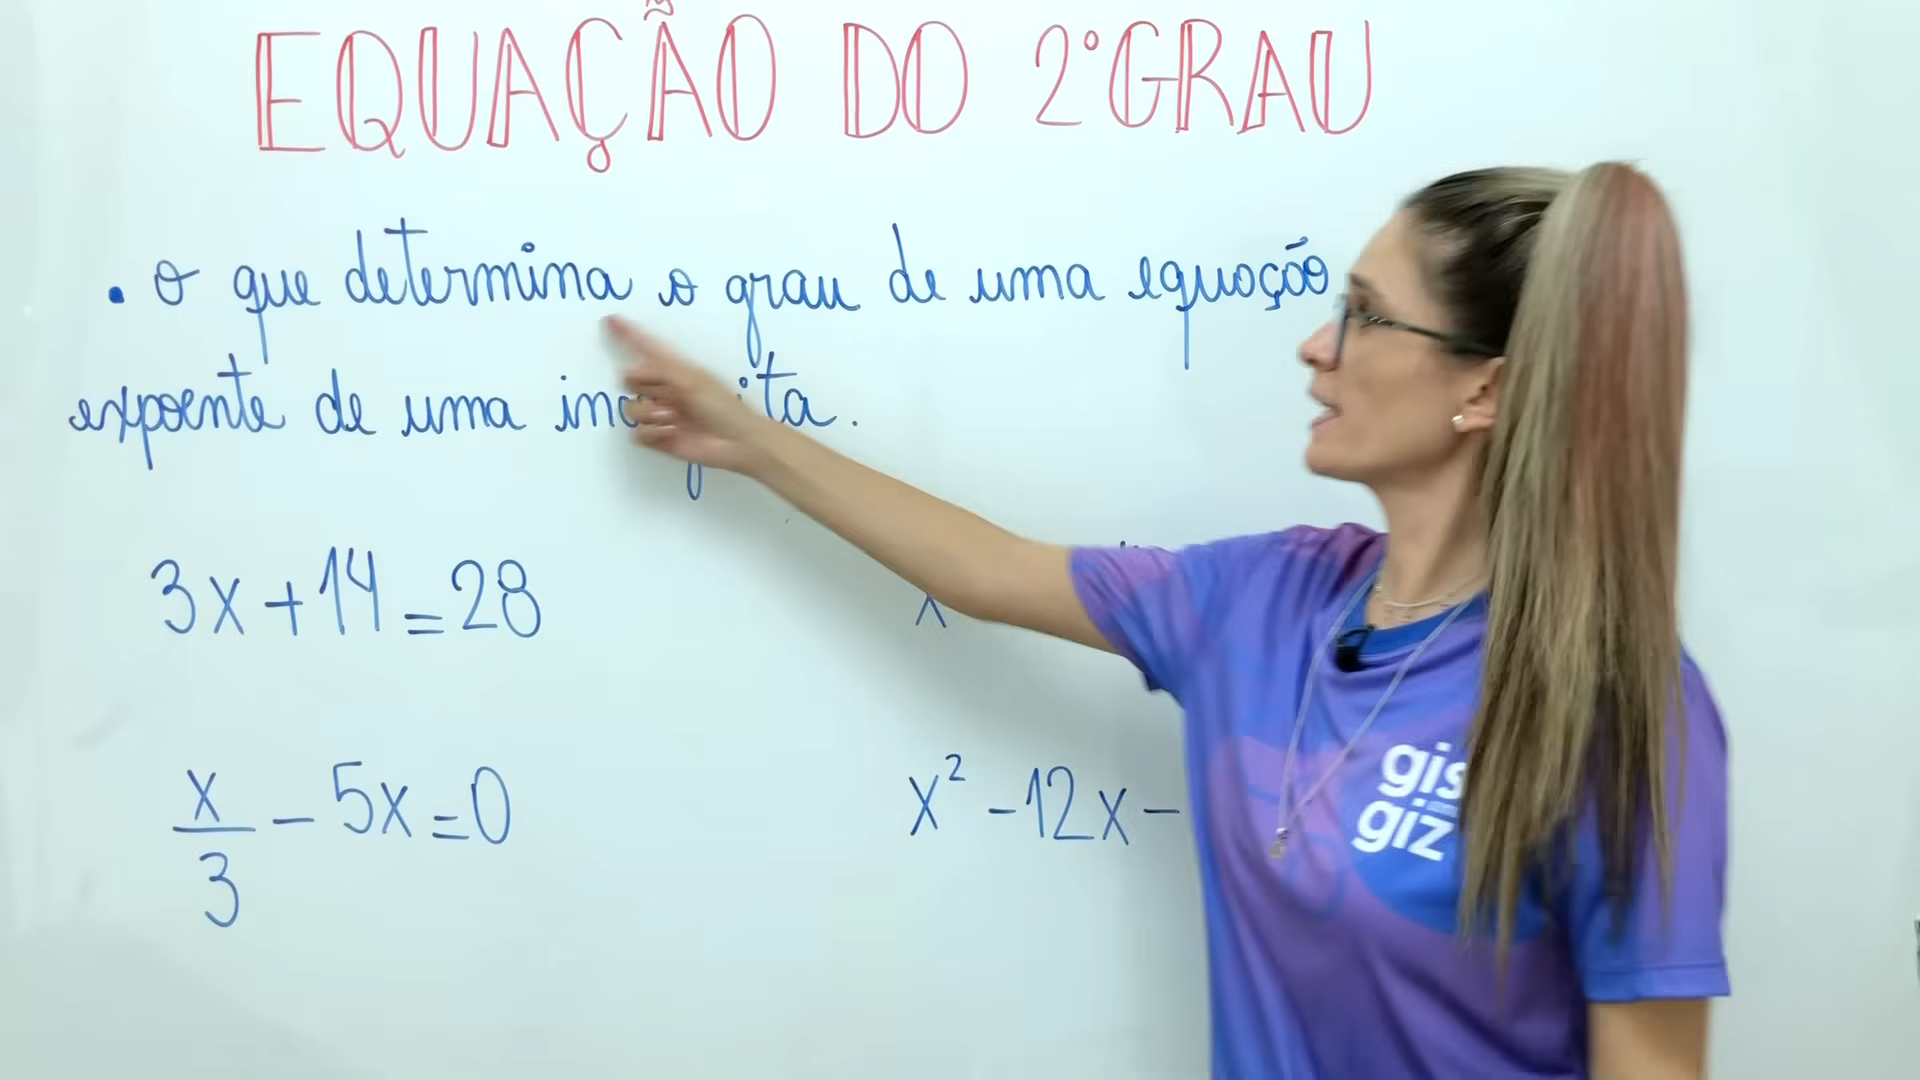 EQUAÇÃO DO 2º GRAU
• O que determina o grau de uma equação
expoente de uma
3x + 14 = 28
x
x/3 - 5x = 0
x² - 12x -
gis
giz